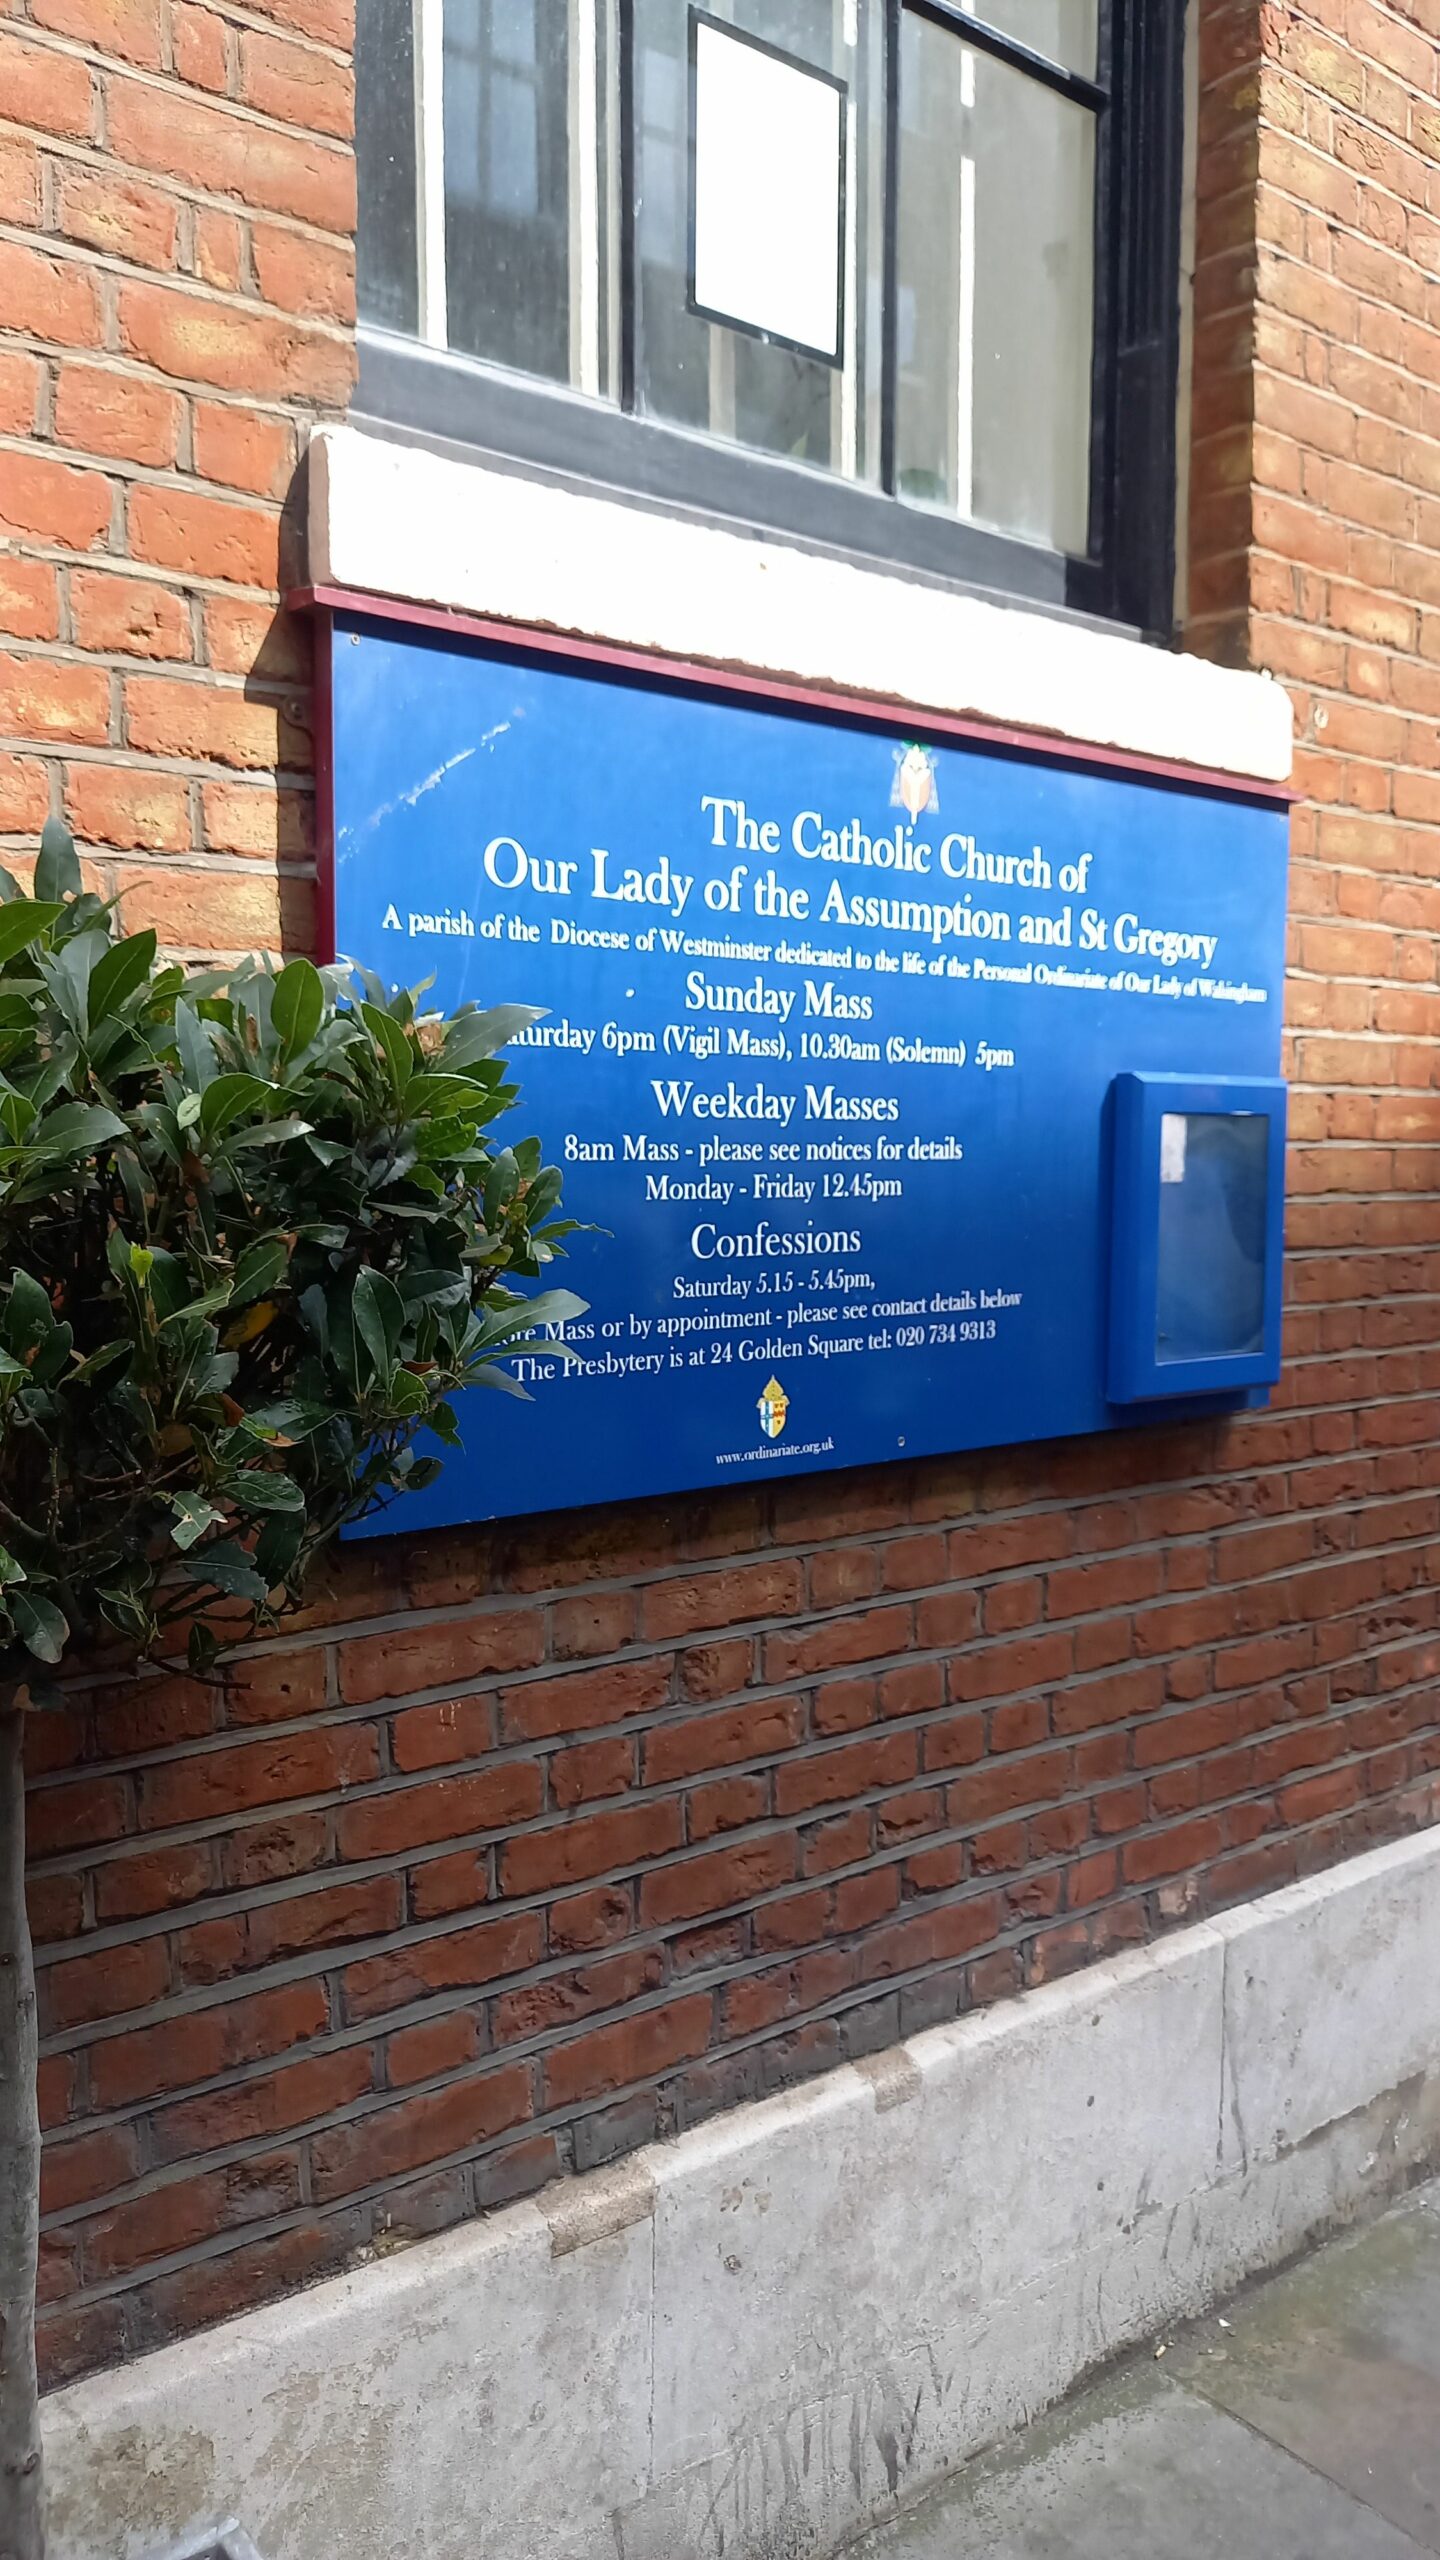 The Catholic Church of
Our Lady of the Assumption and St Gregory
A parish of the Diocese of Westminster dedicated to the life of the Personal Ordinariate of Our Lady of Walsingham
Sunday Mass
aturday 6pm (Vigil Mass), 10.30am (Solemn) 5pm
Weekday Masses
8am Mass - please see notices for details
Monday - Friday 12.45pm
Confessions
Saturday 5.15 - 5.45pm,
ore Mass or by appointment - please see contact details below
The Presbytery is at 24 Golden Square tel: 020 734 9313
www.ordinariate.org.uk